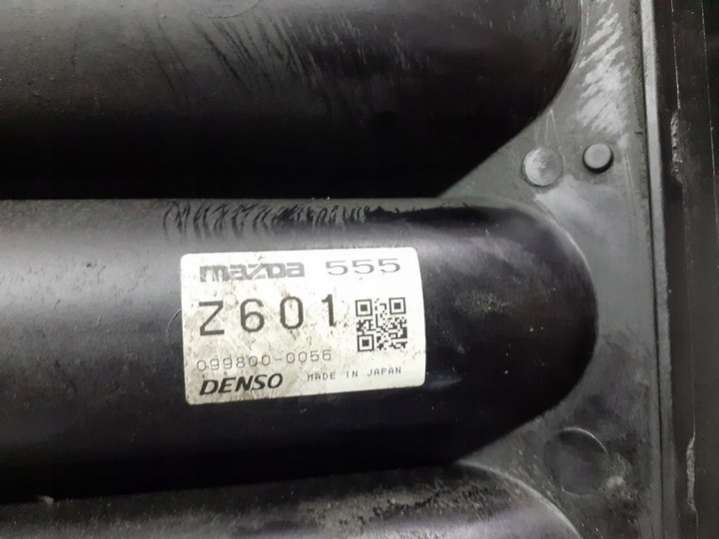 mazda 555
Z601
099800-0056
DENSO MADE IN JAPAN